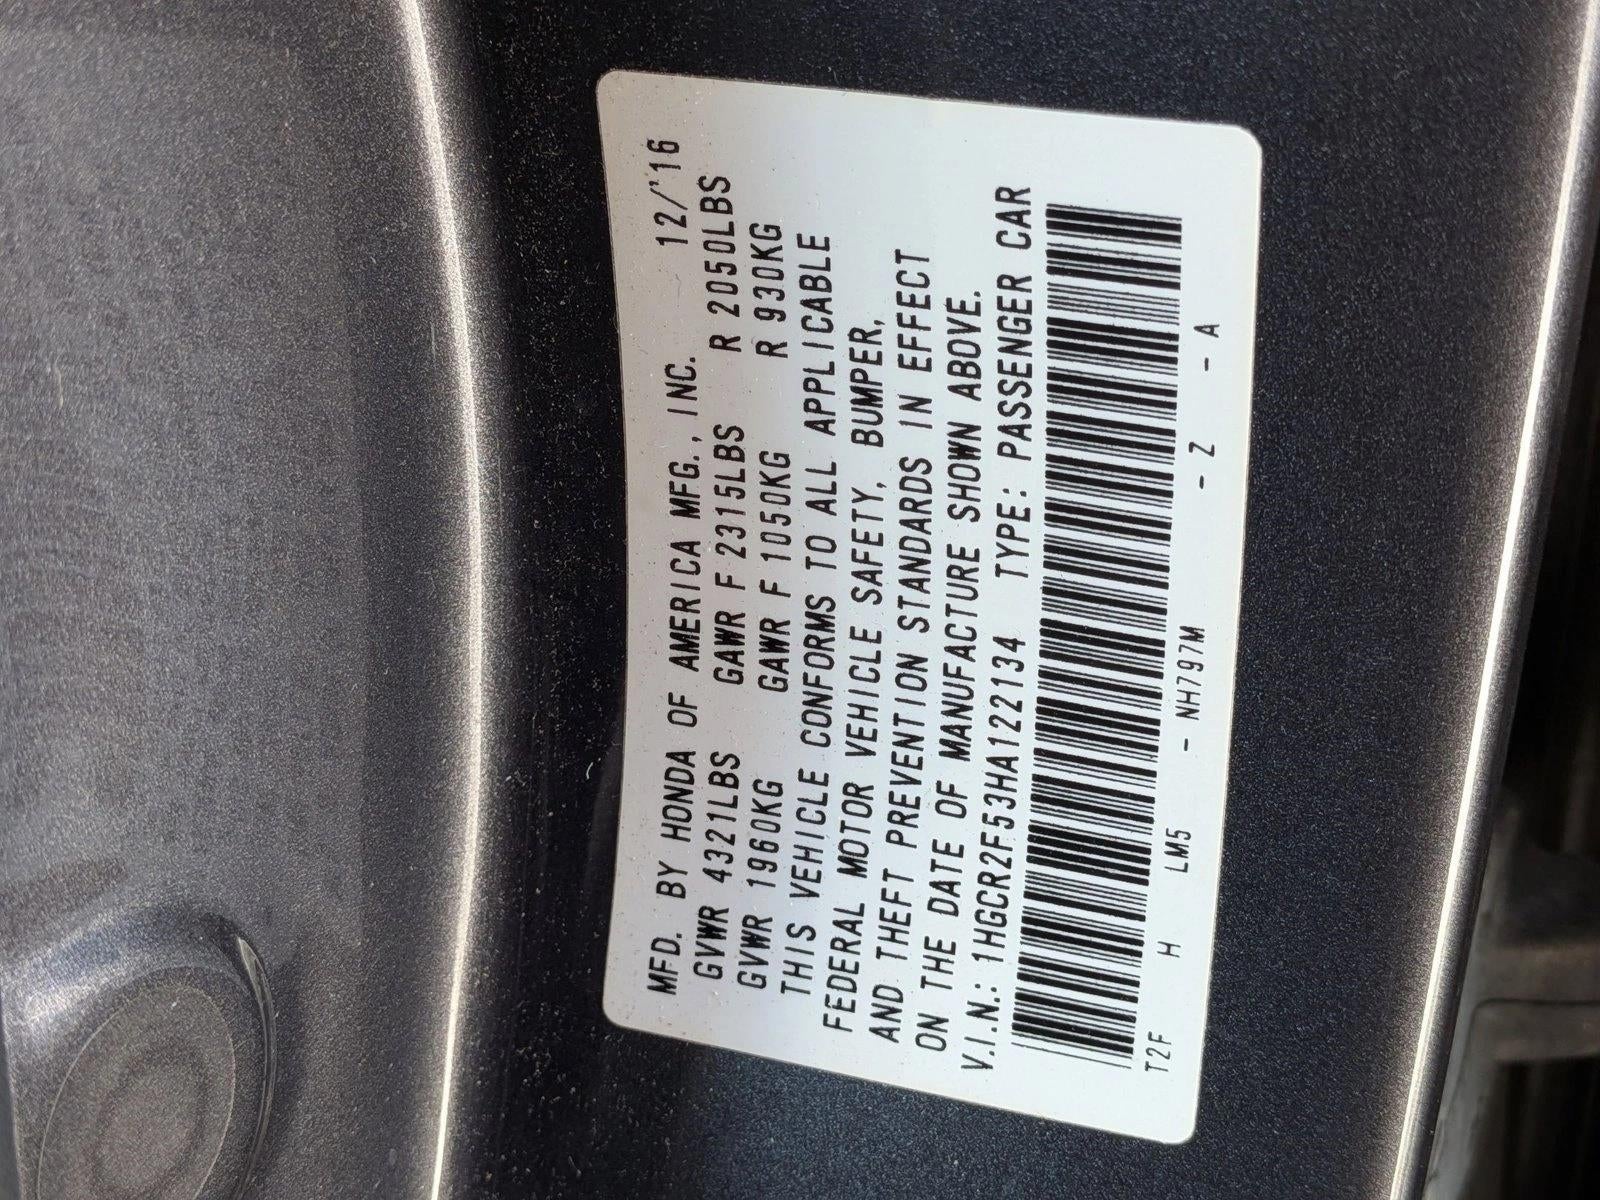 MFD. BY HONDA OF AMERICA MFG., INC. 12/'16
GVWR 4321LBS GAWR F 2315LBS R 2050LBS
GVWR 1960KG GAWR F 1050KG R 930KG
THIS VEHICLE CONFORMS TO ALL APPLICABLE
FEDERAL MOTOR VEHICLE SAFETY, BUMPER,
AND THEFT PREVENTION STANDARDS IN EFFECT
ON THE DATE OF MANUFACTURE SHOWN ABOVE.
V.I.N.: 1HGCR2F53HA122134 TYPE: PASSENGER CAR
T2F H LM5 - NH797M - Z - A